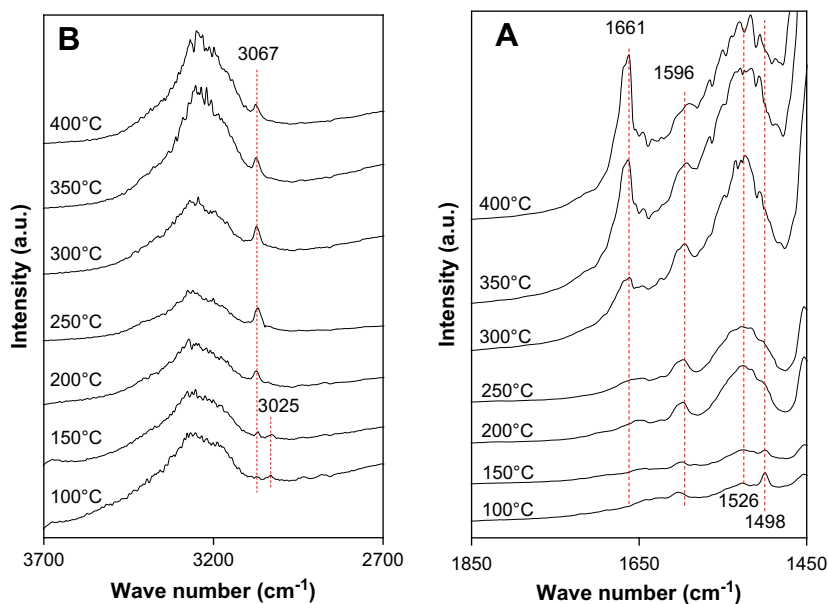 B
3067
400°C
350°C
300°C
250°C
200°C
3025
150°C
100°C
3700
3200
2700
Wave number (cm⁻¹)
Intensity (a.u.)
A
1661
1596
400°C
350°C
300°C
250°C
200°C
150°C
100°C
1526
1498
1850
1650
1450
Wave number (cm⁻¹)
Intensity (a.u.)